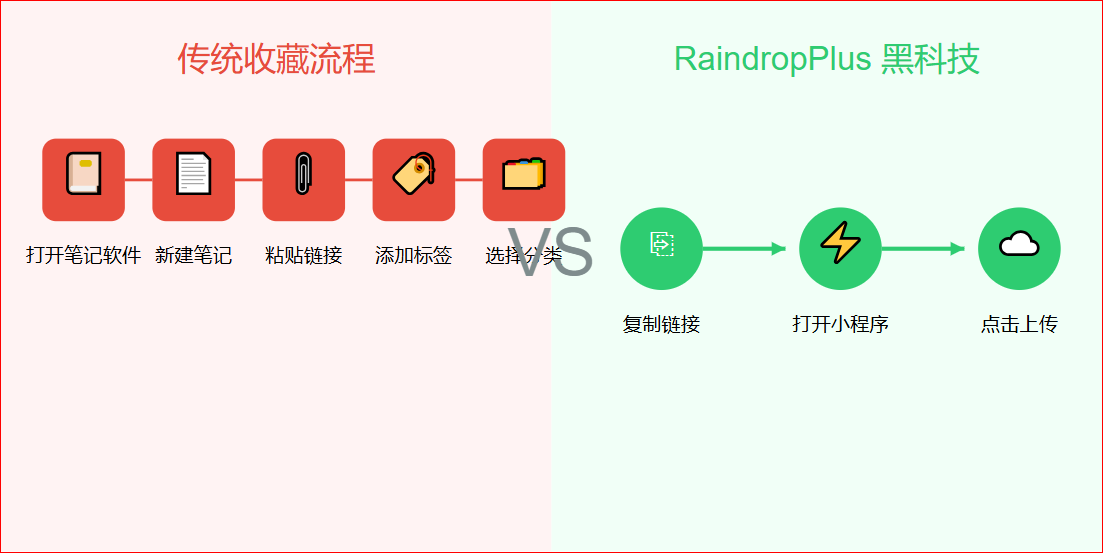 传统收藏流程
打开笔记软件
新建笔记
粘贴链接
添加标签
选择分类
VS
RaindropPlus 黑科技
复制链接
打开小程序
点击上传